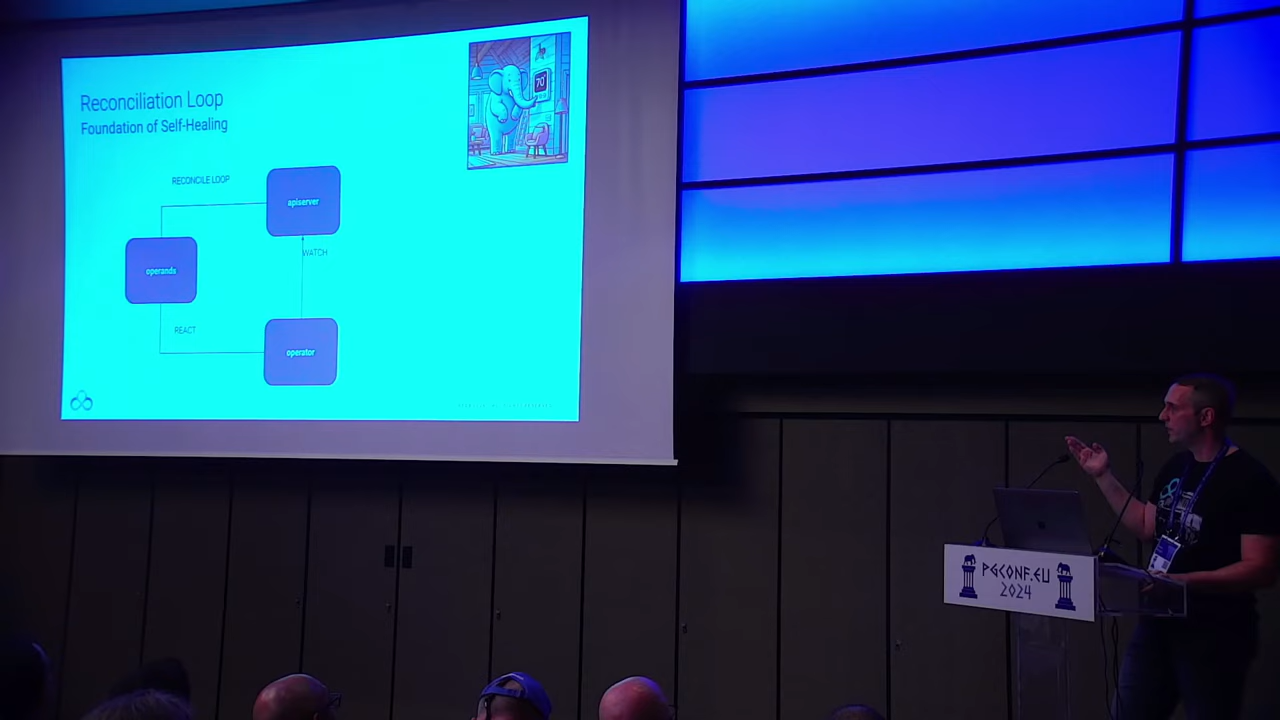 Reconciliation Loop
Foundation of Self-Healing
70°
RECONCILE LOOP
apiserver
WATCH
operands
REACT
operator
PGCONF.EU
2024